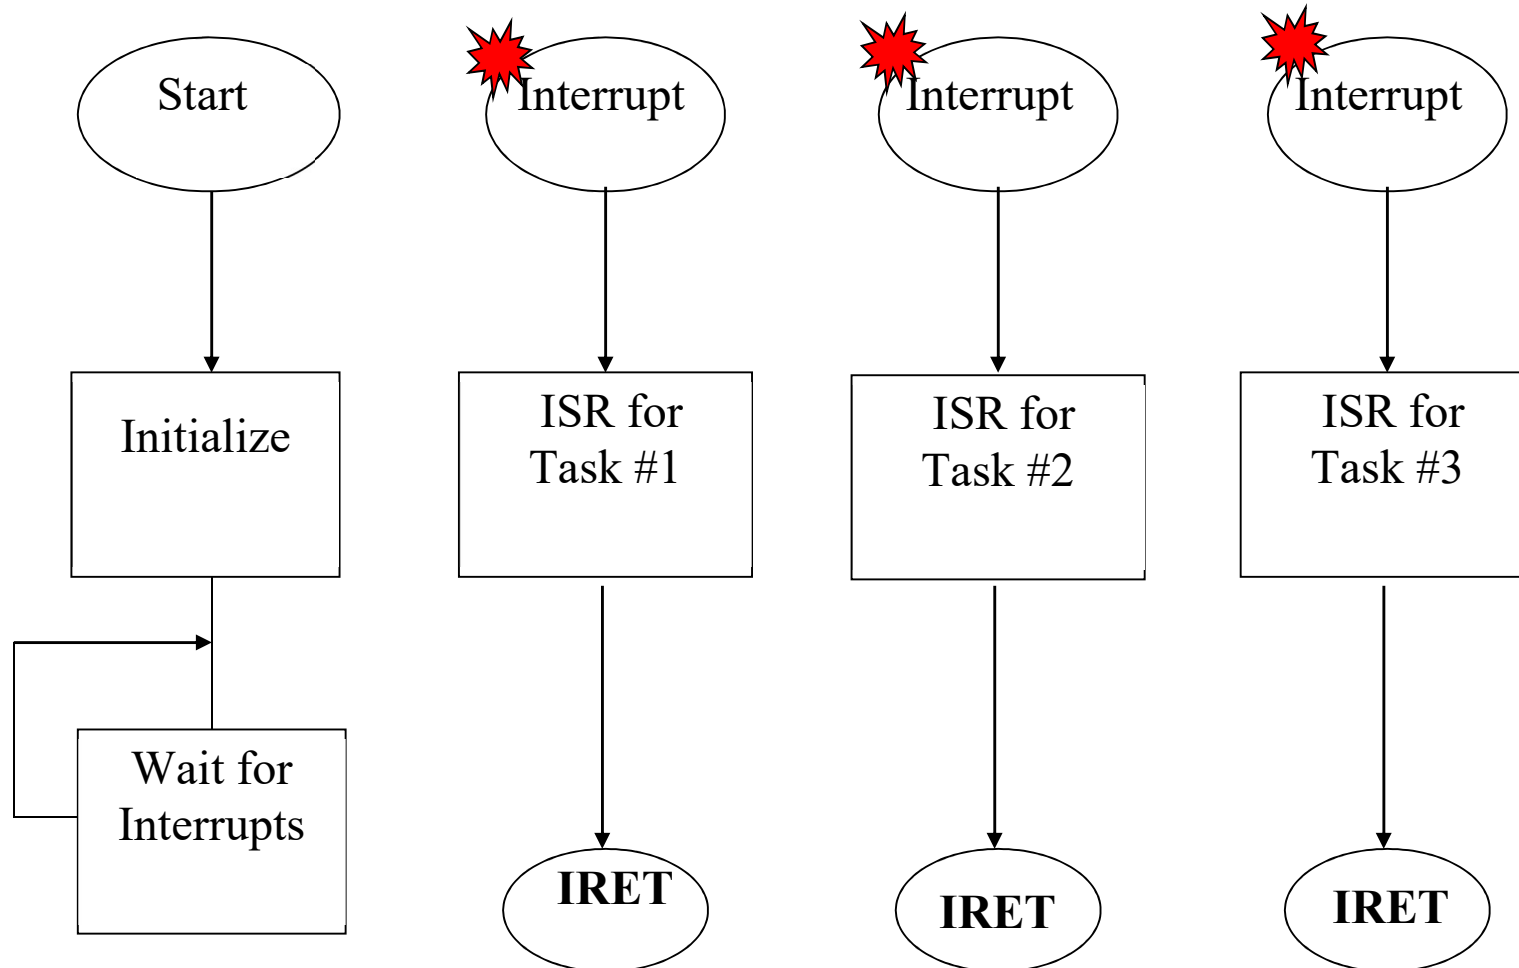 Start
Interrupt
Interrupt
Interrupt
Initialize
ISR for
Task #1
ISR for
Task #2
ISR for
Task #3
Wait for
Interrupts
IRET
IRET
IRET